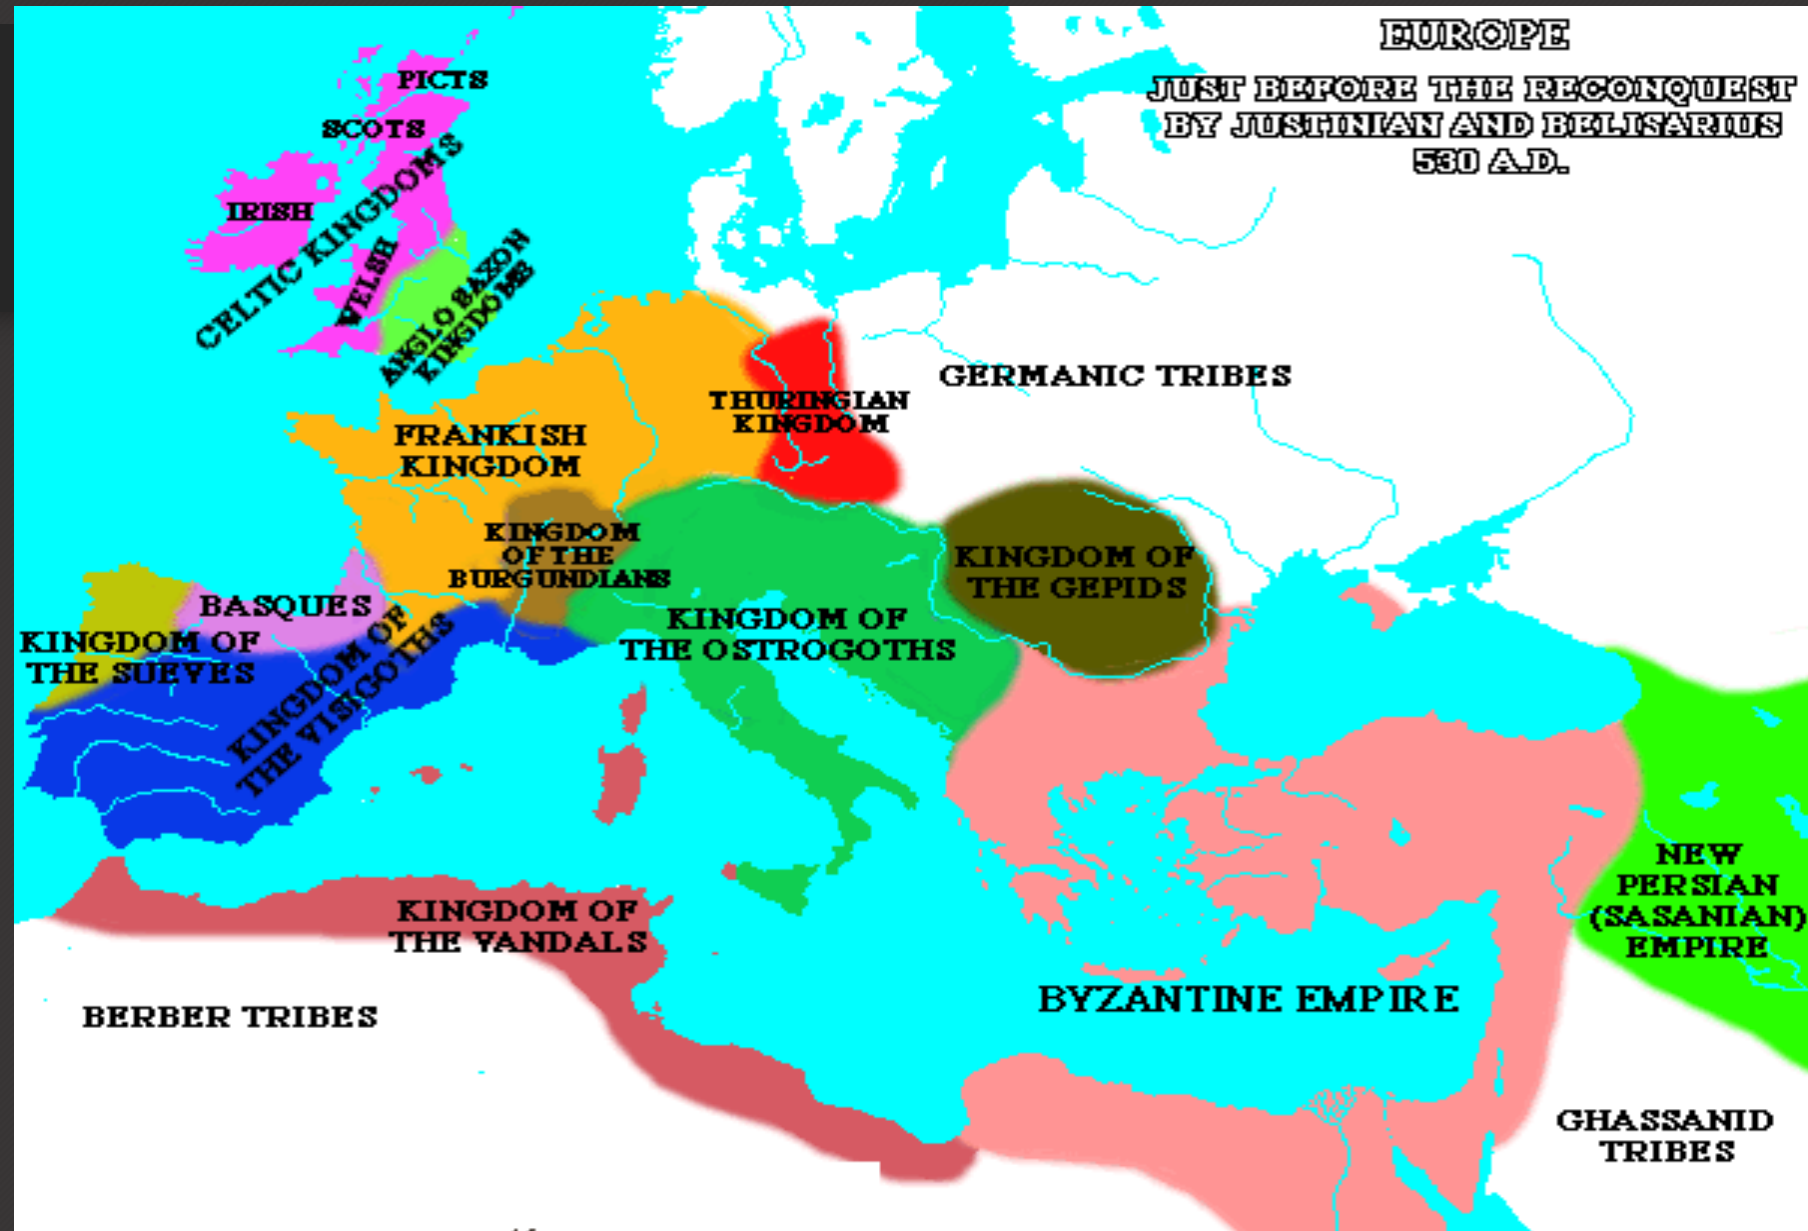 EUROPE
JUST BEFORE THE RECONQUEST
BY JUSTINIAN AND BELISARIUS
530 A.D.
PICTS
SCOTS
IRISH
CELTIC KINGDOMS
WELSH
ANGLO SAXON
KINGDOMS
GERMANIC TRIBES
THURINGIAN
KINGDOM
FRANKISH
KINGDOM
KINGDOM
OF THE
BURGUNDIANS
KINGDOM OF
THE GEPIDS
BASQUES
KINGDOM OF
THE SUEVES
KINGDOM OF
THE VISIGOTHS
KINGDOM OF
THE OSTROGOTHS
NEW
PERSIAN
(SASANIAN)
EMPIRE
KINGDOM OF
THE VANDALS
BYZANTINE EMPIRE
BERBER TRIBES
GHASSANID
TRIBES